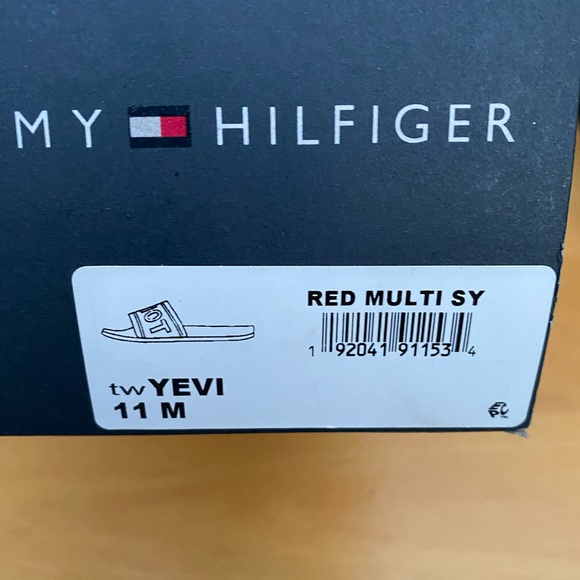 MY HILFIGER
RED MULTI SY
1 92041 91153 4
twYEVI
11 M